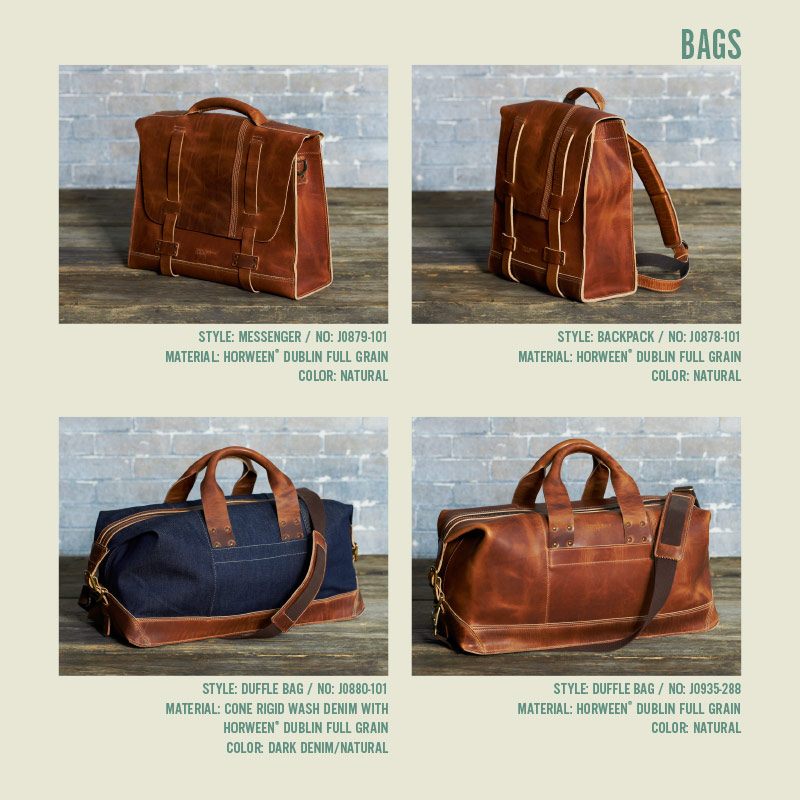 BAGS
STYLE: MESSENGER / NO: J0879-101
MATERIAL: HORWEEN® DUBLIN FULL GRAIN
COLOR: NATURAL
STYLE: BACKPACK / NO: J0878-101
MATERIAL: HORWEEN® DUBLIN FULL GRAIN
COLOR: NATURAL
STYLE: DUFFLE BAG / NO: J0880-101
MATERIAL: CONE RIGID WASH DENIM WITH
HORWEEN® DUBLIN FULL GRAIN
COLOR: DARK DENIM/NATURAL
STYLE: DUFFLE BAG / NO: J0935-288
MATERIAL: HORWEEN® DUBLIN FULL GRAIN
COLOR: NATURAL